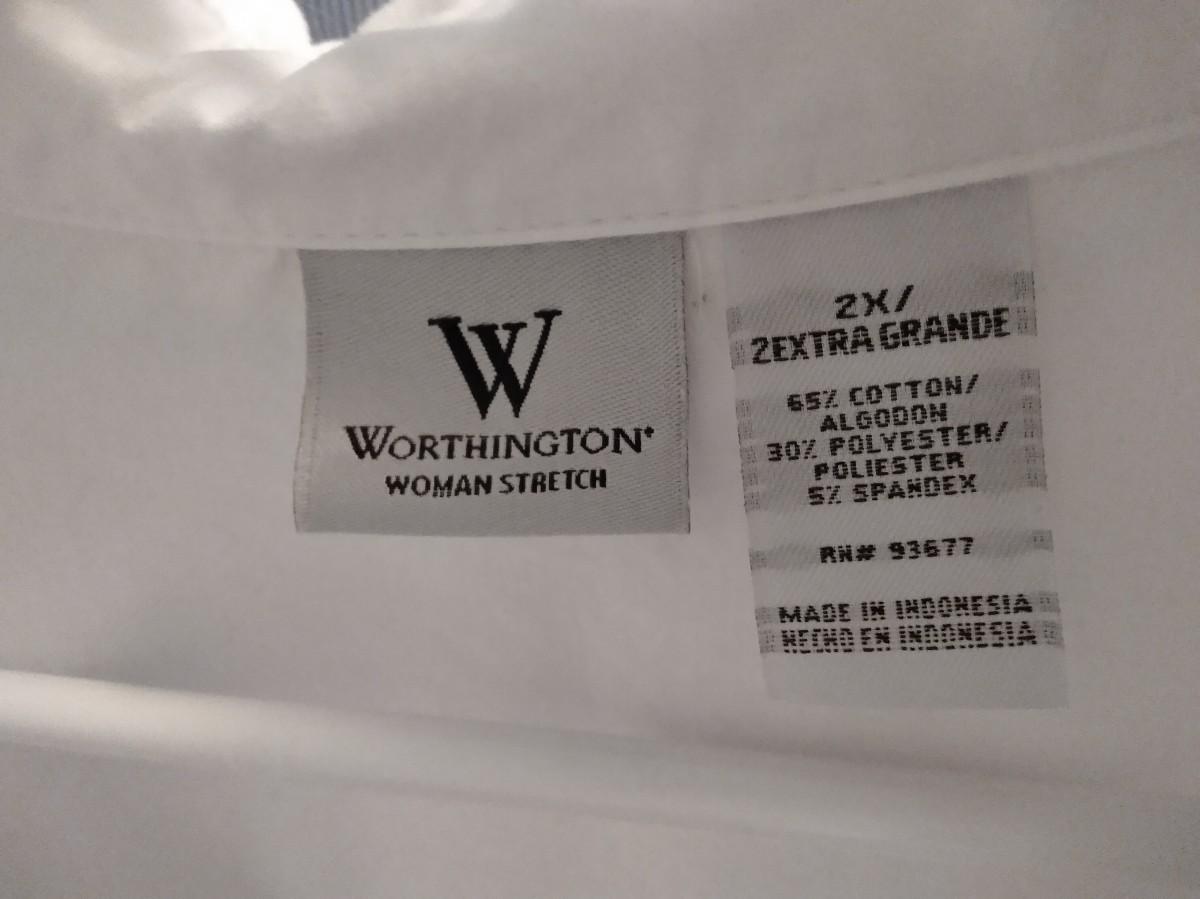 W
WORTHINGTON
WOMAN STRETCH
2X/
2EXTRA GRANDE
65% COTTON/
ALGODON
30% POLYESTER/
POLIESTER
5% SPANDEX
RN# 93677
MADE IN INDONESIA
HECHO EN INDONESIA